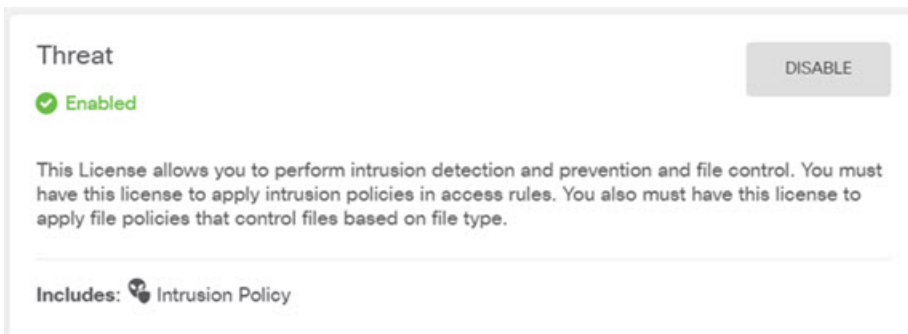 Threat
DISABLE
Enabled
This License allows you to perform intrusion detection and prevention and file control. You must
have this license to apply intrusion policies in access rules. You also must have this license to
apply file policies that control files based on file type.
Includes: Intrusion Policy